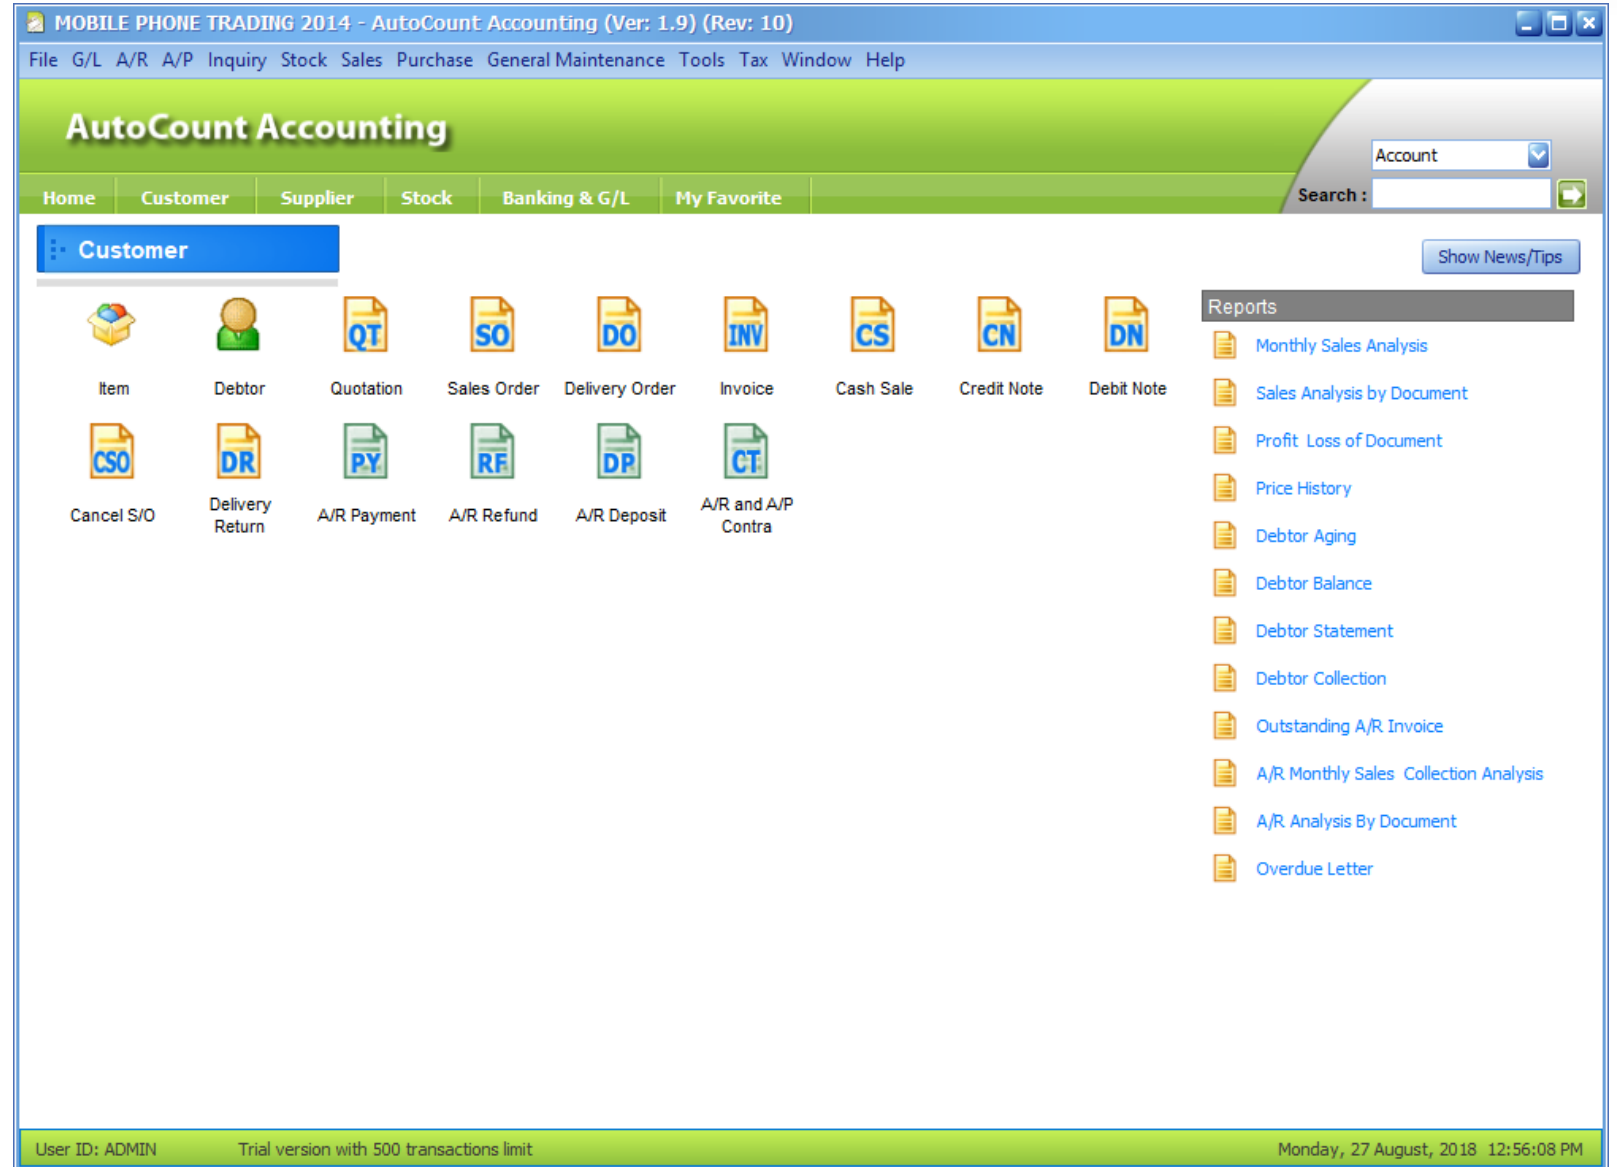 MOBILE PHONE TRADING 2014 - AutoCount Accounting (Ver: 1.9) (Rev: 10)
File G/L A/R A/P Inquiry Stock Sales Purchase General Maintenance Tools Tax Window Help
AutoCount Accounting
Account
Home Customer Supplier Stock Banking & G/L My Favorite
Search :
Customer
Show News/Tips
QT SO DO INV CS CN DN
Item Debtor Quotation Sales Order Delivery Order Invoice Cash Sale Credit Note Debit Note
CSO DR PY RF DP CT
Cancel S/O Delivery Return A/R Payment A/R Refund A/R Deposit A/R and A/P Contra
Reports
Monthly Sales Analysis
Sales Analysis by Document
Profit Loss of Document
Price History
Debtor Aging
Debtor Balance
Debtor Statement
Debtor Collection
Outstanding A/R Invoice
A/R Monthly Sales Collection Analysis
A/R Analysis By Document
Overdue Letter
User ID: ADMIN Trial version with 500 transactions limit Monday, 27 August, 2018 12:56:08 PM